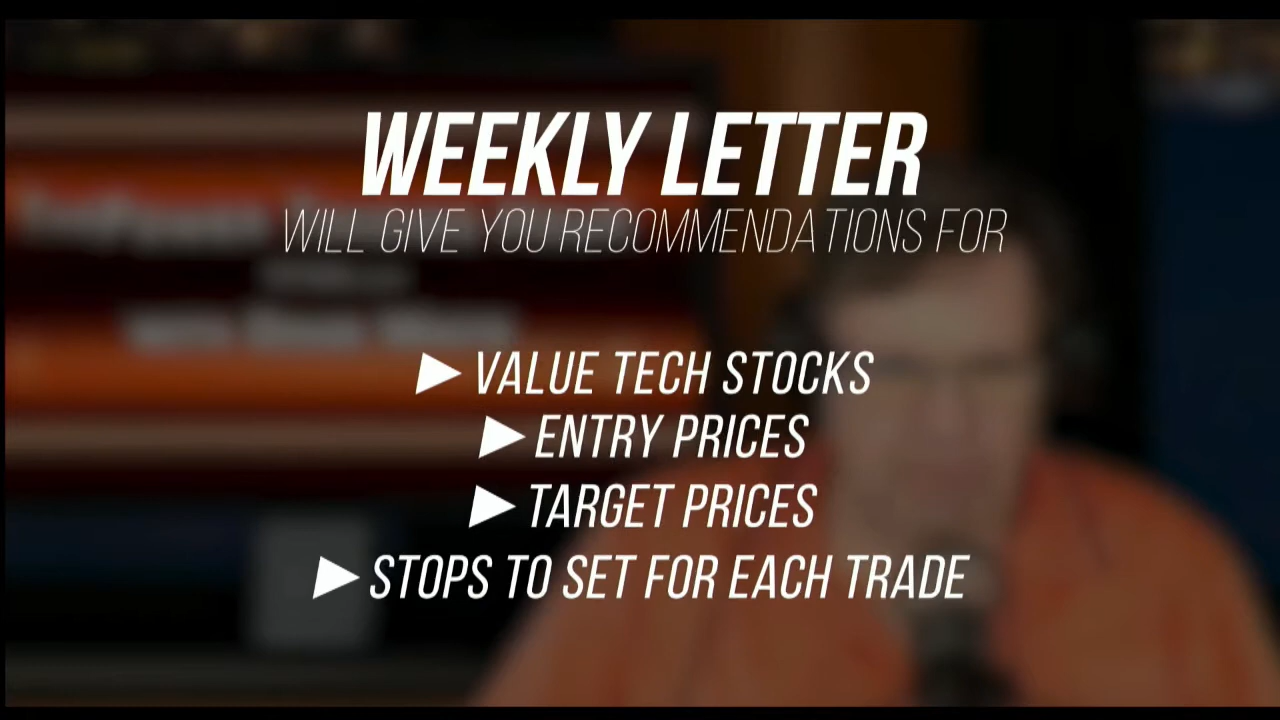 WEEKLY LETTER
WILL GIVE YOU RECOMMENDATIONS FOR
▶ VALUE TECH STOCKS
▶ ENTRY PRICES
▶ TARGET PRICES
▶ STOPS TO SET FOR EACH TRADE